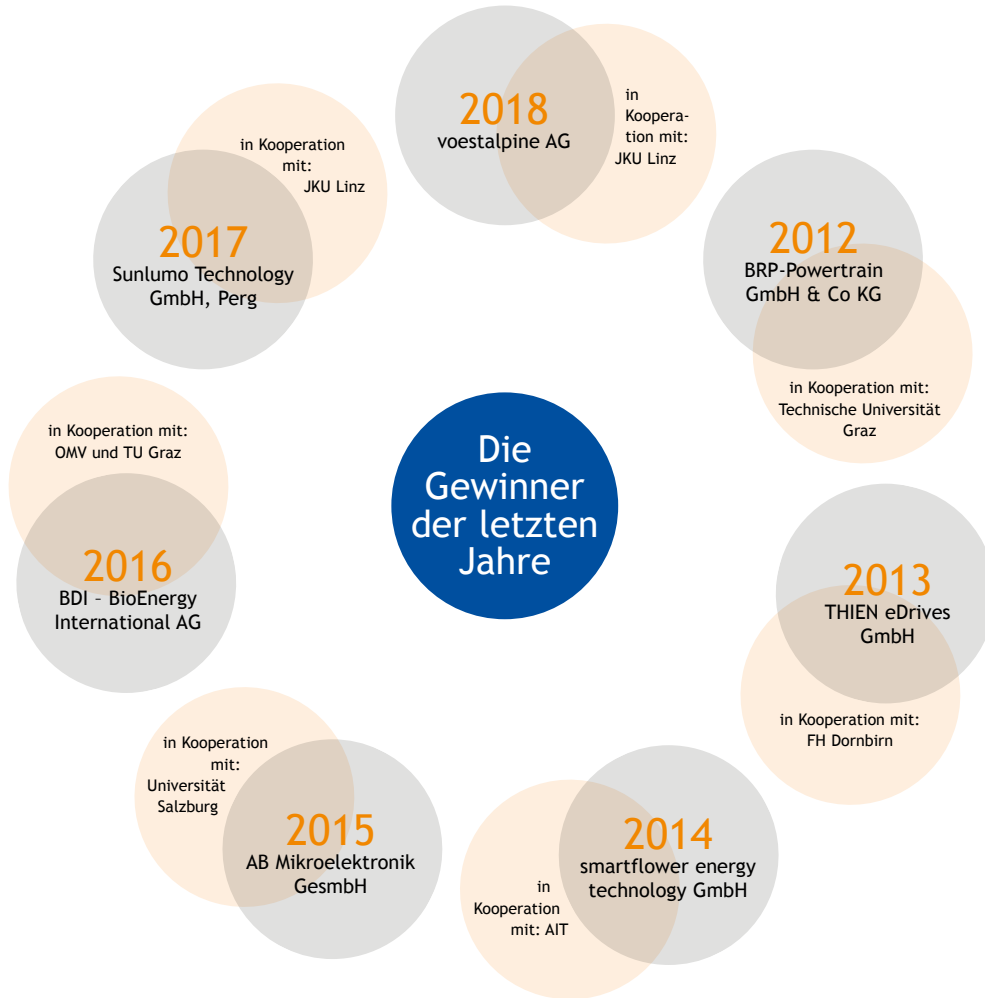 Die
Gewinner
der letzten
Jahre
2018
voestalpine AG
in
Koopera-
tion mit:
JKU Linz
2012
BRP-Powertrain
GmbH & Co KG
in Kooperation mit:
Technische Universität
Graz
2013
THIEN eDrives
GmbH
in Kooperation mit:
FH Dornbirn
2014
smartflower energy
technology GmbH
in
Kooperation
mit: AIT
2015
AB Mikroelektronik
GesmbH
in Kooperation
mit:
Universität
Salzburg
2016
BDI – BioEnergy
International AG
in Kooperation mit:
OMV und TU Graz
2017
Sunlumo Technology
GmbH, Perg
in Kooperation
mit:
JKU Linz